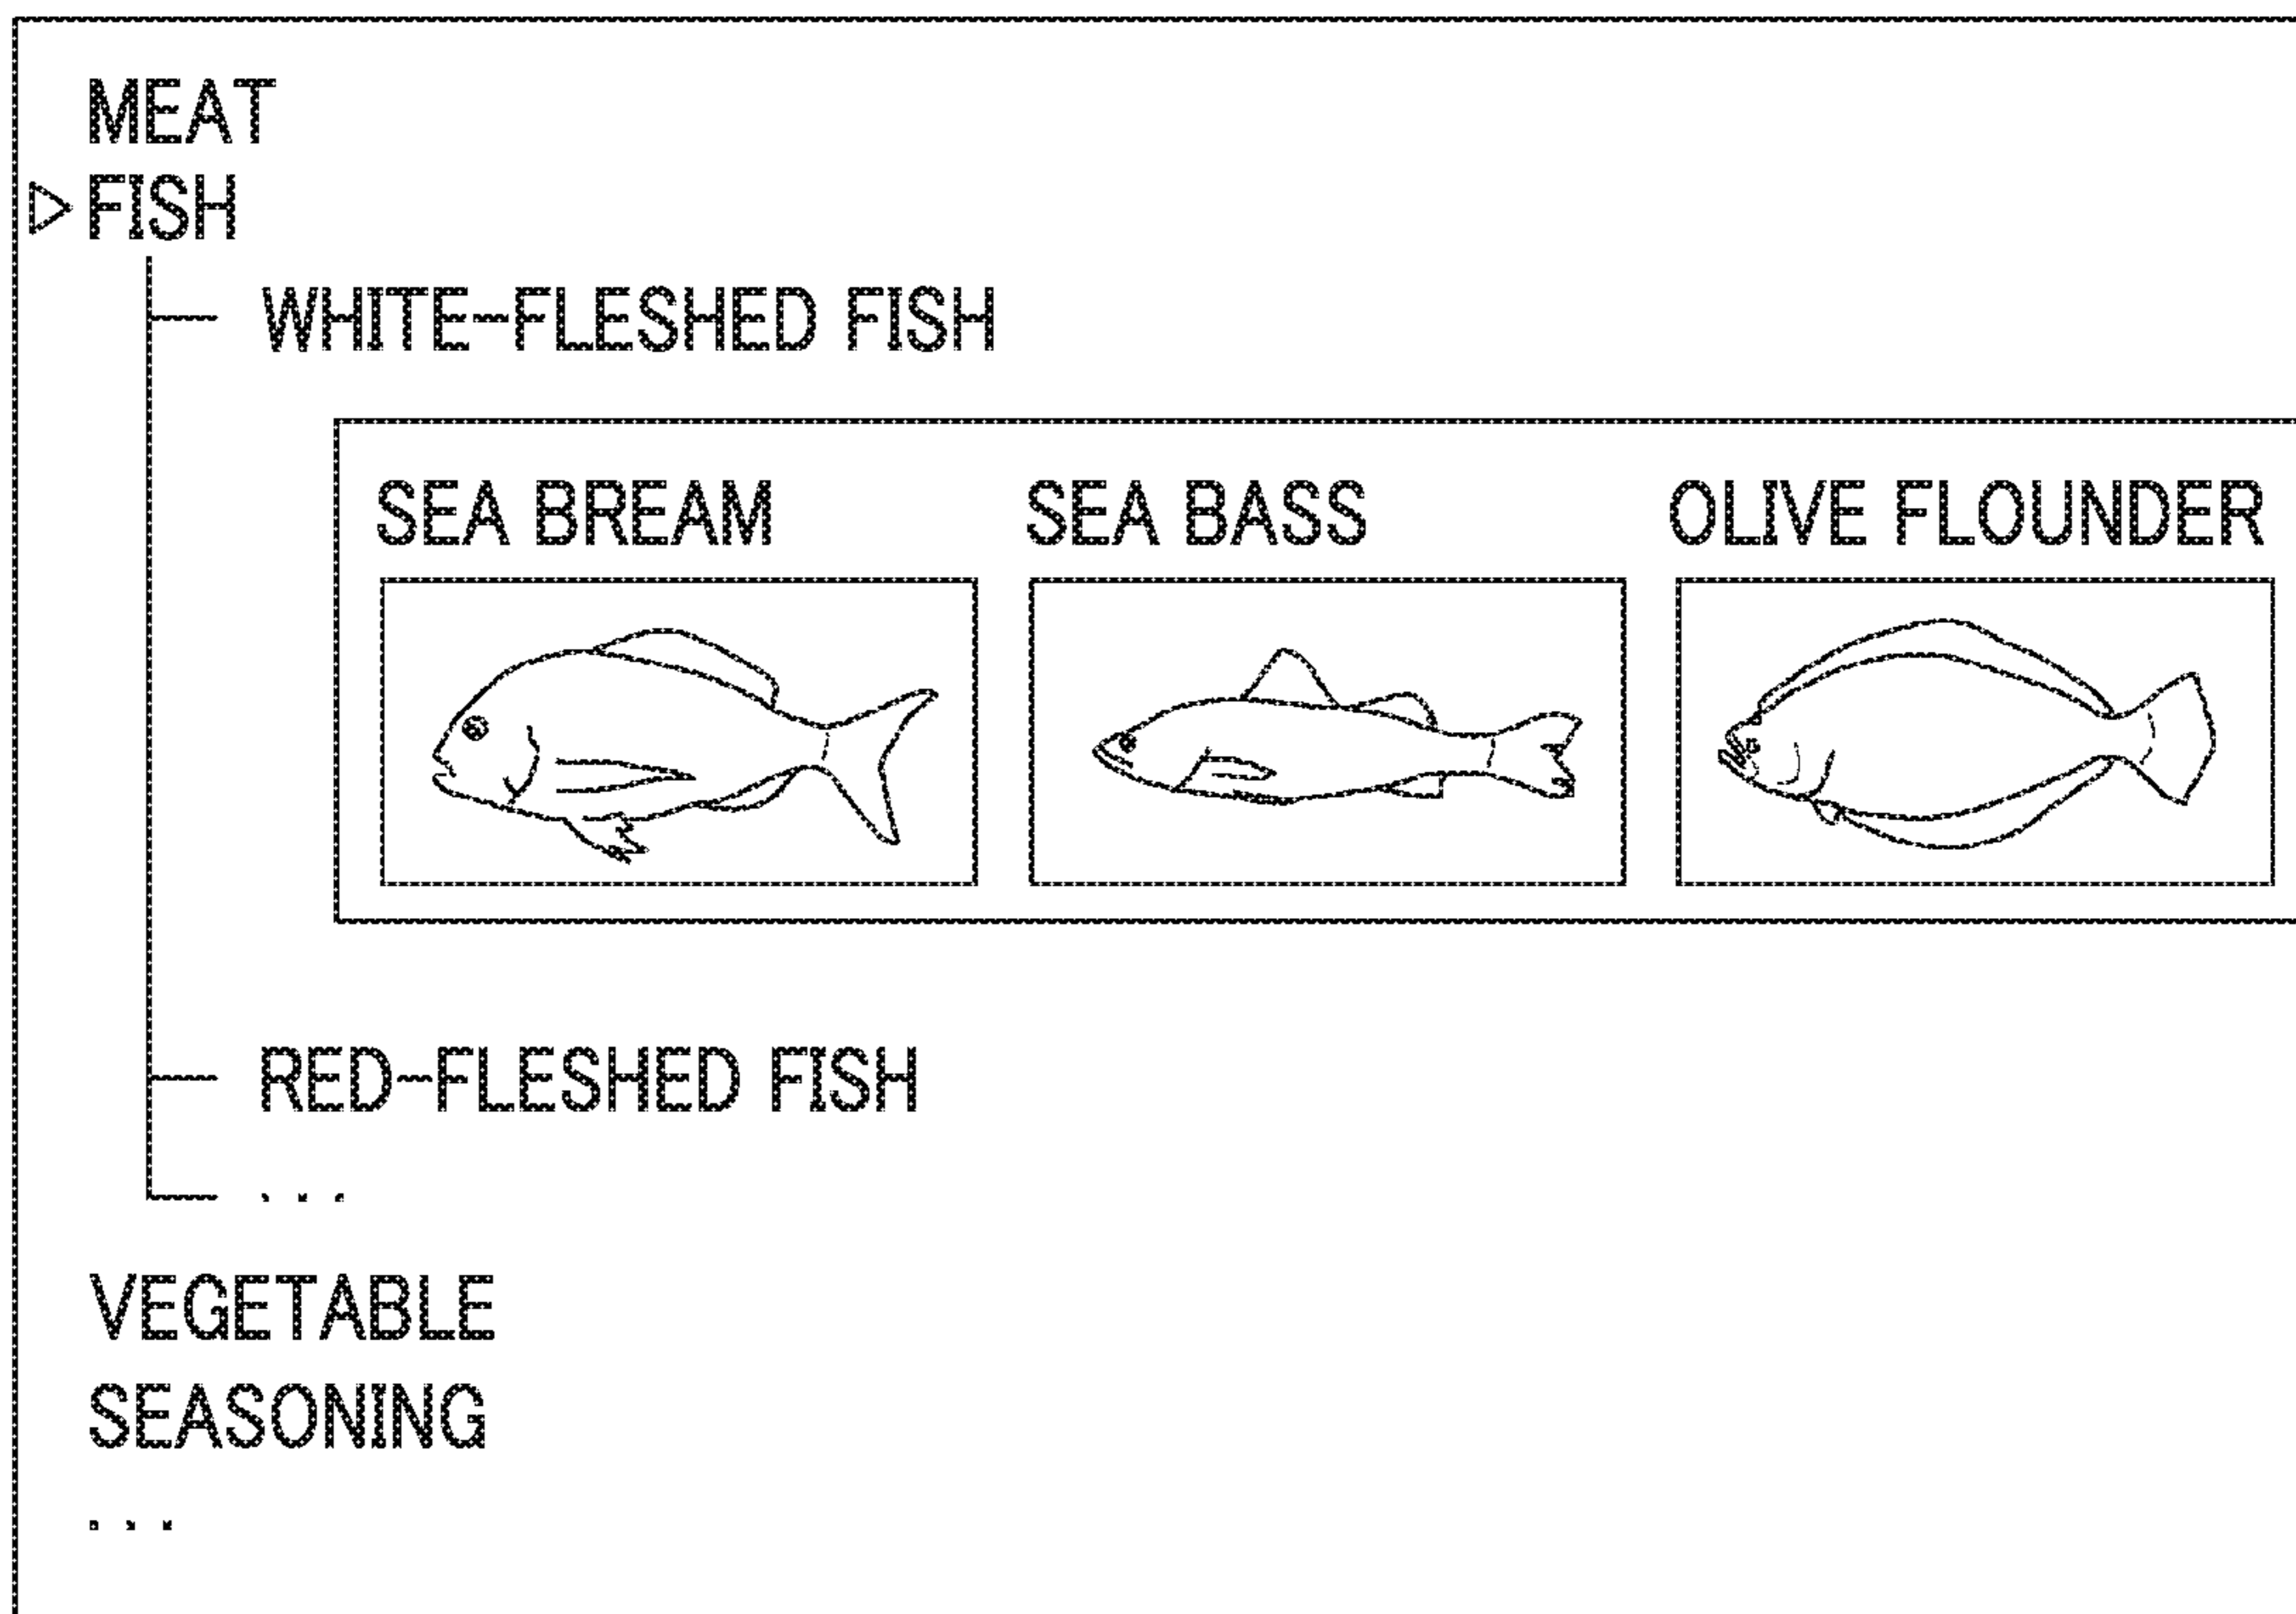 MEAT
▷ FISH
WHITE-FLESHED FISH
SEA BREAM SEA BASS OLIVE FLOUNDER
RED-FLESHED FISH
...
VEGETABLE
SEASONING
...